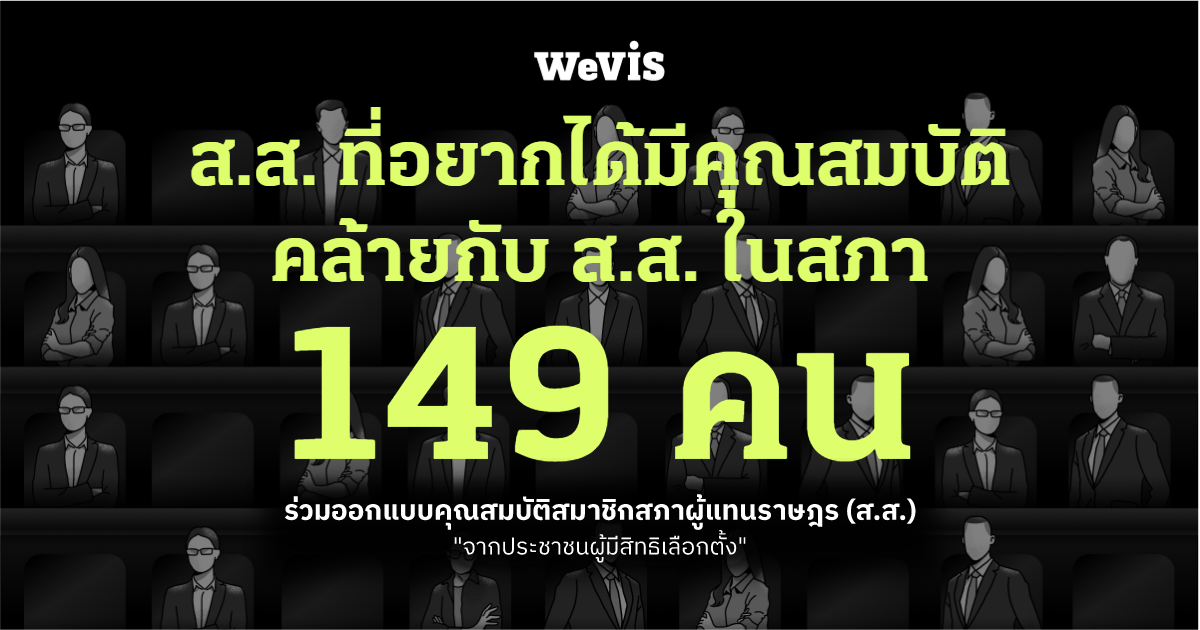 WeVIS
ส.ส. ที่อยากได้มีคุณสมบัติ
คล้ายกับ ส.ส. ในสภา
149 คน
ร่วมออกแบบคุณสมบัติสมาชิกสภาผู้แทนราษฎร (ส.ส.)
"จากประชาชนผู้มีสิทธิเลือกตั้ง"